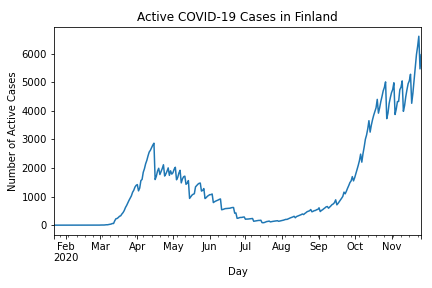 Active COVID-19 Cases in Finland
Number of Active Cases
6000
5000
4000
3000
2000
1000
0
Feb Mar Apr May Jun Jul Aug Sep Oct Nov
2020
Day